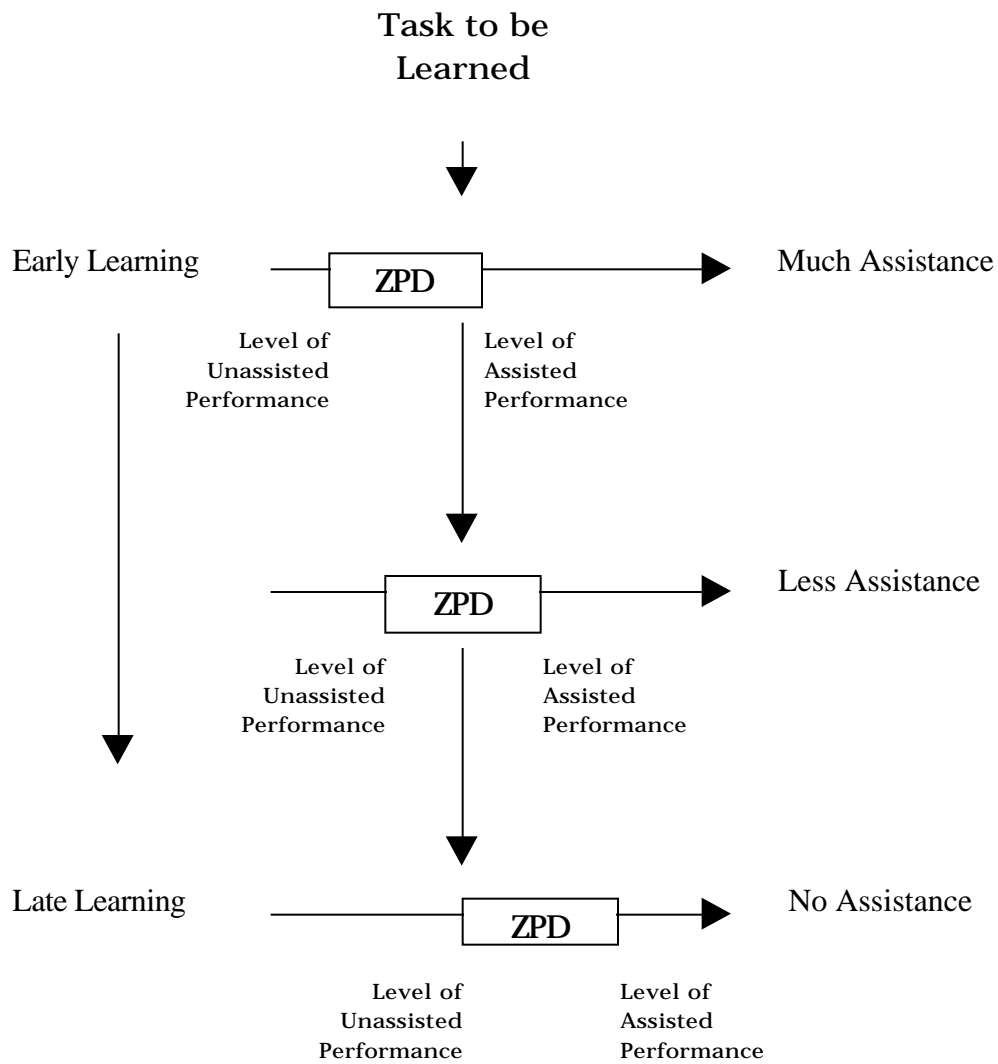 Task to be
Learned
Early Learning
ZPD
Much Assistance
Level of
Unassisted
Performance
Level of
Assisted
Performance
ZPD
Less Assistance
Level of
Unassisted
Performance
Level of
Assisted
Performance
Late Learning
ZPD
No Assistance
Level of
Unassisted
Performance
Level of
Assisted
Performance